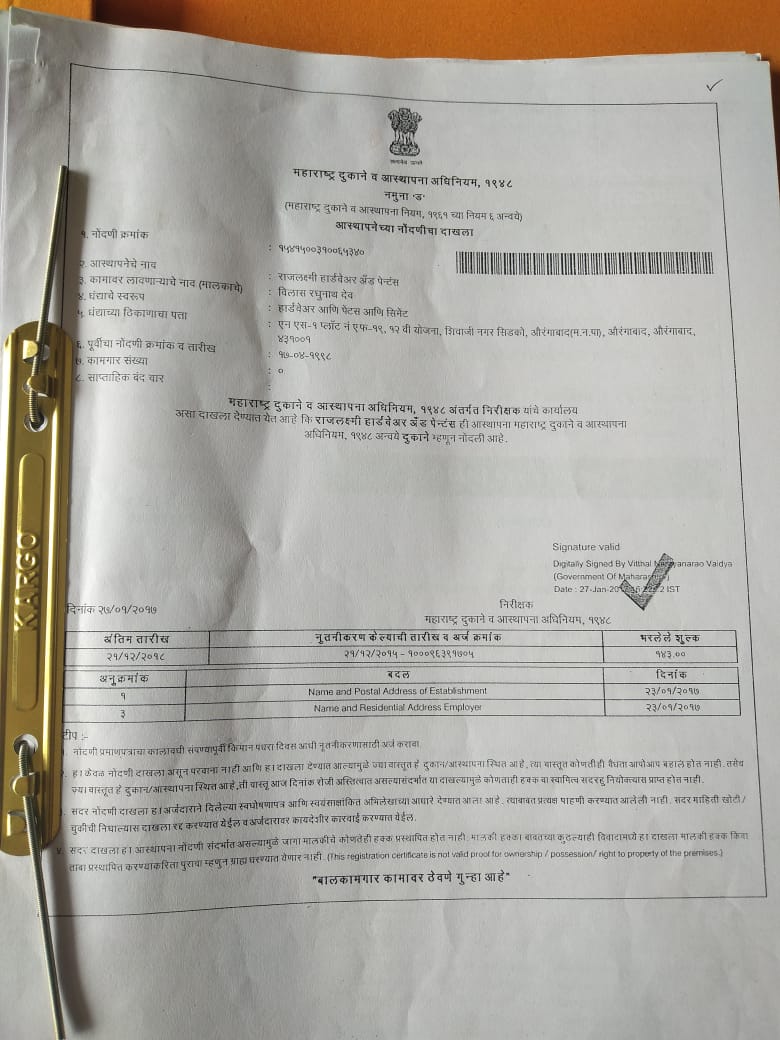 सत्यमेव जयते
महाराष्ट्र दुकाने व आस्थापना अधिनियम, १९४८
नमुना 'ड'
(महाराष्ट्र दुकाने व आस्थापना नियम, १९६१ च्या नियम ६ अन्वये)
आस्थापनेच्या नोंदणीचा दाखला
१. नोंदणी क्रमांक : १५४१५००३१००६५३४०
२. आस्थापनेचे नाव : राजलक्ष्मी हार्डवेअर अँड पेन्टंस
३. कामावर लावणाऱ्याचे नाव (मालकाचे) : विलास रघुनाथ देव
४. धंद्याचे स्वरूप : हार्डवेअर आणि पेंटस आणि सिमेंट
५. धंद्याच्या ठिकाणाचा पत्ता : एन एस-१ प्लॉट नं एफ-१९, १२ वी योजना, शिवाजी नगर सिडको, औरंगाबाद(म.न.पा), औरंगाबाद, औरंगाबाद,
४३१००१
६. पूर्वीचा नोंदणी क्रमांक व तारीख : १७-०४-१९९८
७. कामगार संख्या : ०
८. साप्ताहिक बंद वार :
महाराष्ट्र दुकाने व आस्थापना अधिनियम, १९४८ अंतर्गत निरीक्षक यांचे कार्यालय
असा दाखला देण्यात येत आहे कि राजलक्ष्मी हार्डवेअर अँड पेन्टंस ही आस्थापना महाराष्ट्र दुकाने व आस्थापना
अधिनियम, १९४८ अन्वये दुकाने म्हणून नोंदली आहे.
Signature valid
Digitally Signed By Vitthal Narayanarao Vaidya
(Government Of Maharashtra)
Date : 27-Jan-20 IST
दिनांक २७/०१/२०१७
निरीक्षक
महाराष्ट्र दुकाने व आस्थापना अधिनियम, १९४८
अंतिम तारीख नूतनीकरण केल्याची तारीख व अर्ज क्रमांक भरलेले शुल्क
२१/१२/२०१८ २१/१२/२०१५ - १०००९६३९१७०५ १४३.००
अनुक्रमांक बदल दिनांक
१ Name and Postal Address of Establishment २३/०१/२०१७
३ Name and Residential Address Employer २३/०१/२०१७
टीप :-
१. नोंदणी प्रमाणपत्राचा कालावधी संपण्यापुर्वी किमान पंधरा दिवस आधी नूतनीकरणासाठी अर्ज करावा.
२. हा केवळ नोंदणी दाखला असून परवाना नाही आणि हा दाखला देण्यात आल्यामुळे ज्या वास्तूत हे दुकान/आस्थापना स्थित आहे, त्या वास्तूत कोणतीही वैधता आपोआप बहाल होत नाही. तसेच
ज्या वास्तूत हे दुकान/आस्थापना स्थित आहे,ती वास्तू आज दिनांक रोजी अस्तित्वात असल्यासंदर्भात या दाखल्यामुळे कोणताही हक्क वा स्वामित्व सदरहु नियोक्त्यास प्राप्त होत नाही.
३. सदर नोंदणी दाखला हा अर्जदाराने दिलेल्या स्वघोषणापत्र आणि स्वयंसाक्षांकित अभिलेखाच्या आधारे देण्यात आला आहे. त्याबाबत प्रत्यक्ष पाहणी करण्यात आलेली नाही. सदर माहिती खोटी/
चुकीची निघाल्यास दाखला रद्द करण्यात येईल व अर्जदारावर कायदेशीर कारवाई करण्यात येईल.
४. सदर दाखला हा आस्थापना नोंदणी संदर्भात असल्यामुळे जागा मालकीचे कोणतेही हक्क प्रस्थापित होत नाही. मालकी हक्का बाबतच्या कुठल्याही विवादामध्ये हा दाखला मालकी हक्क किंवा
ताबा प्रस्थापित करण्याकरिता पुरावा म्हणुन ग्राह्य धरण्यात येणार नाही. (This registration certificate is not valid proof for ownership / possession/ right to property of the premises.)
"बालकामगार कामावर ठेवणे गुन्हा आहे"
KARGO